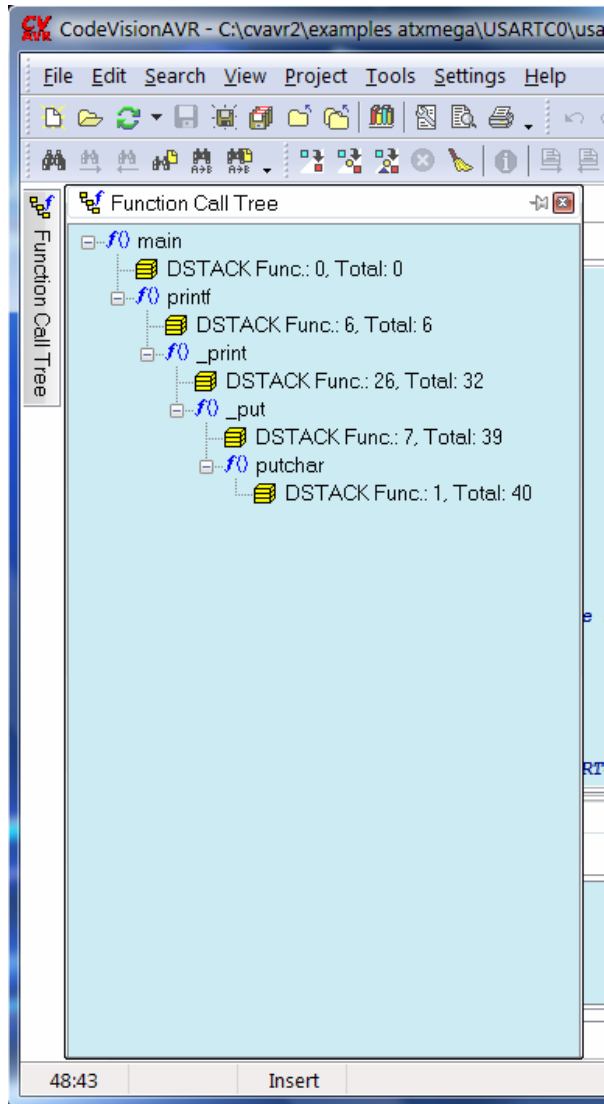 CodeVisionAVR - C:\cvavr2\examples atxmega\USARTC0\usa
File Edit Search View Project Tools Settings Help
Function Call Tree
Function Call Tree
f() main
DSTACK Func.: 0, Total: 0
f() printf
DSTACK Func.: 6, Total: 6
f() _print
DSTACK Func.: 26, Total: 32
f() _put
DSTACK Func.: 7, Total: 39
f() putchar
DSTACK Func.: 1, Total: 40
e
RT
48:43 Insert